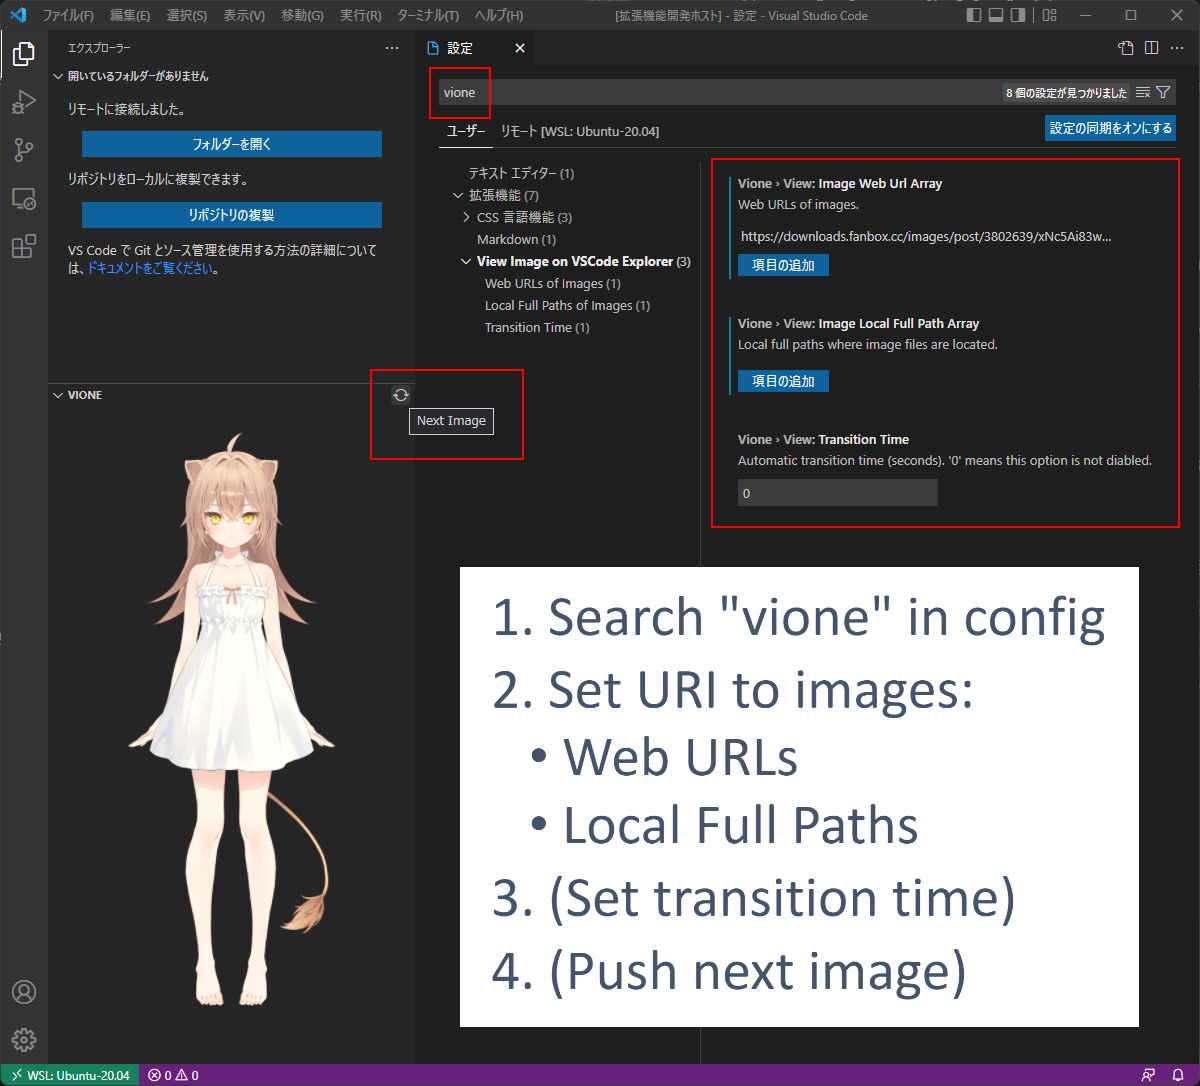 ファイル(F) 編集(E) 選択(S) 表示(V) 移動(G) 実行(R) ターミナル(T) ヘルプ(H) [拡張機能開発ホスト] - 設定 - Visual Studio Code
エクスプローラー
開いているフォルダーがありません
リモートに接続しました。
フォルダーを開く
リポジトリをローカルに複製できます。
リポジトリの複製
VS Code で Git とソース管理を使用する方法の詳細について
は、ドキュメントをご覧ください。
VIONE
Next Image
設定
vione
8 個の設定が見つかりました
ユーザー リモート [WSL: Ubuntu-20.04]
設定の同期をオンにする
テキスト エディター (1)
拡張機能 (7)
CSS 言語機能 (3)
Markdown (1)
View Image on VSCode Explorer (3)
Web URLs of Images (1)
Local Full Paths of Images (1)
Transition Time (1)
Vione › View: Image Web Url Array
Web URLs of images.
https://downloads.fanbox.cc/images/post/3802639/xNc5Ai83w...
項目の追加
Vione › View: Image Local Full Path Array
Local full paths where image files are located.
項目の追加
Vione › View: Transition Time
Automatic transition time (seconds). '0' means this option is not diabled.
0
1. Search "vione" in config
2. Set URI to images:
• Web URLs
• Local Full Paths
3. (Set transition time)
4. (Push next image)
WSL: Ubuntu-20.04 0 0